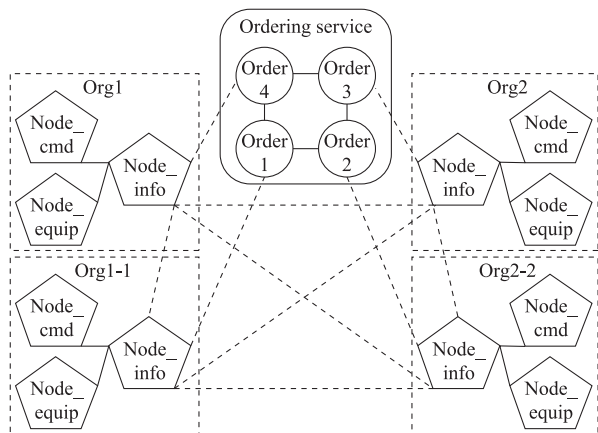 Ordering service
Order
4
Order
3
Order
1
Order
2
Org1
Node_
cmd
Node_
info
Node_
equip
Org2
Node_
cmd
Node_
info
Node_
equip
Org1-1
Node_
cmd
Node_
info
Node_
equip
Org2-2
Node_
cmd
Node_
info
Node_
equip